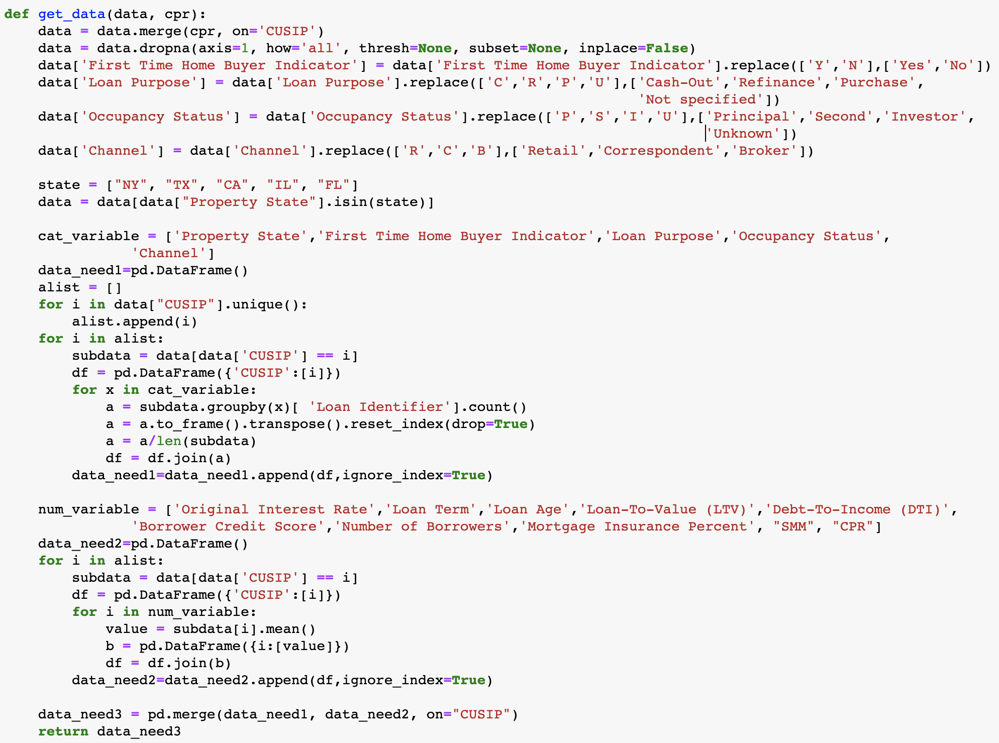 def get_data(data, cpr):
    data = data.merge(cpr, on='CUSIP')
    data = data.dropna(axis=1, how='all', thresh=None, subset=None, inplace=False)
    data['First Time Home Buyer Indicator'] = data['First Time Home Buyer Indicator'].replace(['Y','N'],['Yes','No'])
    data['Loan Purpose'] = data['Loan Purpose'].replace(['C','R','P','U'],['Cash-Out','Refinance','Purchase',
                                                                           'Not specified'])
    data['Occupancy Status'] = data['Occupancy Status'].replace(['P','S','I','U'],['Principal','Second','Investor',
                                                                                   'Unknown'])
    data['Channel'] = data['Channel'].replace(['R','C','B'],['Retail','Correspondent','Broker'])

    state = ["NY", "TX", "CA", "IL", "FL"]
    data = data[data["Property State"].isin(state)]

    cat_variable = ['Property State','First Time Home Buyer Indicator','Loan Purpose','Occupancy Status',
               'Channel']
    data_need1=pd.DataFrame()
    alist = []
    for i in data["CUSIP"].unique():
        alist.append(i)
    for i in alist:
        subdata = data[data['CUSIP'] == i]
        df = pd.DataFrame({'CUSIP':[i]})
        for x in cat_variable:
            a = subdata.groupby(x)[ 'Loan Identifier'].count()
            a = a.to_frame().transpose().reset_index(drop=True)
            a = a/len(subdata)
            df = df.join(a)
        data_need1=data_need1.append(df,ignore_index=True)

    num_variable = ['Original Interest Rate','Loan Term','Loan Age','Loan-To-Value (LTV)','Debt-To-Income (DTI)',
               'Borrower Credit Score','Number of Borrowers','Mortgage Insurance Percent', "SMM", "CPR"]
    data_need2=pd.DataFrame()
    for i in alist:
        subdata = data[data['CUSIP'] == i]
        df = pd.DataFrame({'CUSIP':[i]})
        for i in num_variable:
            value = subdata[i].mean()
            b = pd.DataFrame({i:[value]})
            df = df.join(b)
        data_need2=data_need2.append(df,ignore_index=True)

    data_need3 = pd.merge(data_need1, data_need2, on="CUSIP")
    return data_need3